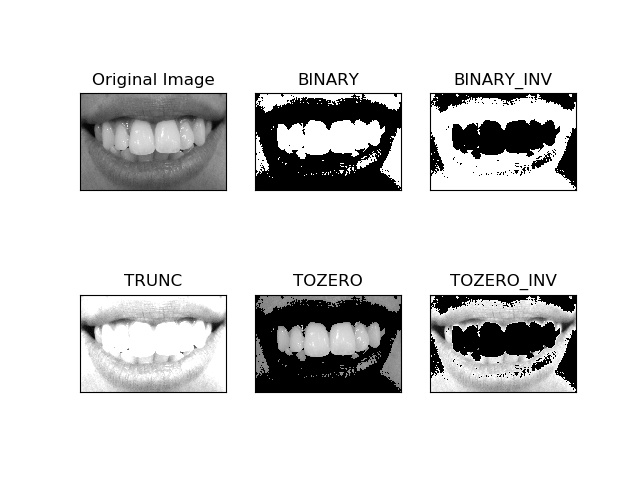 Original Image
BINARY
BINARY_INV
TRUNC
TOZERO
TOZERO_INV